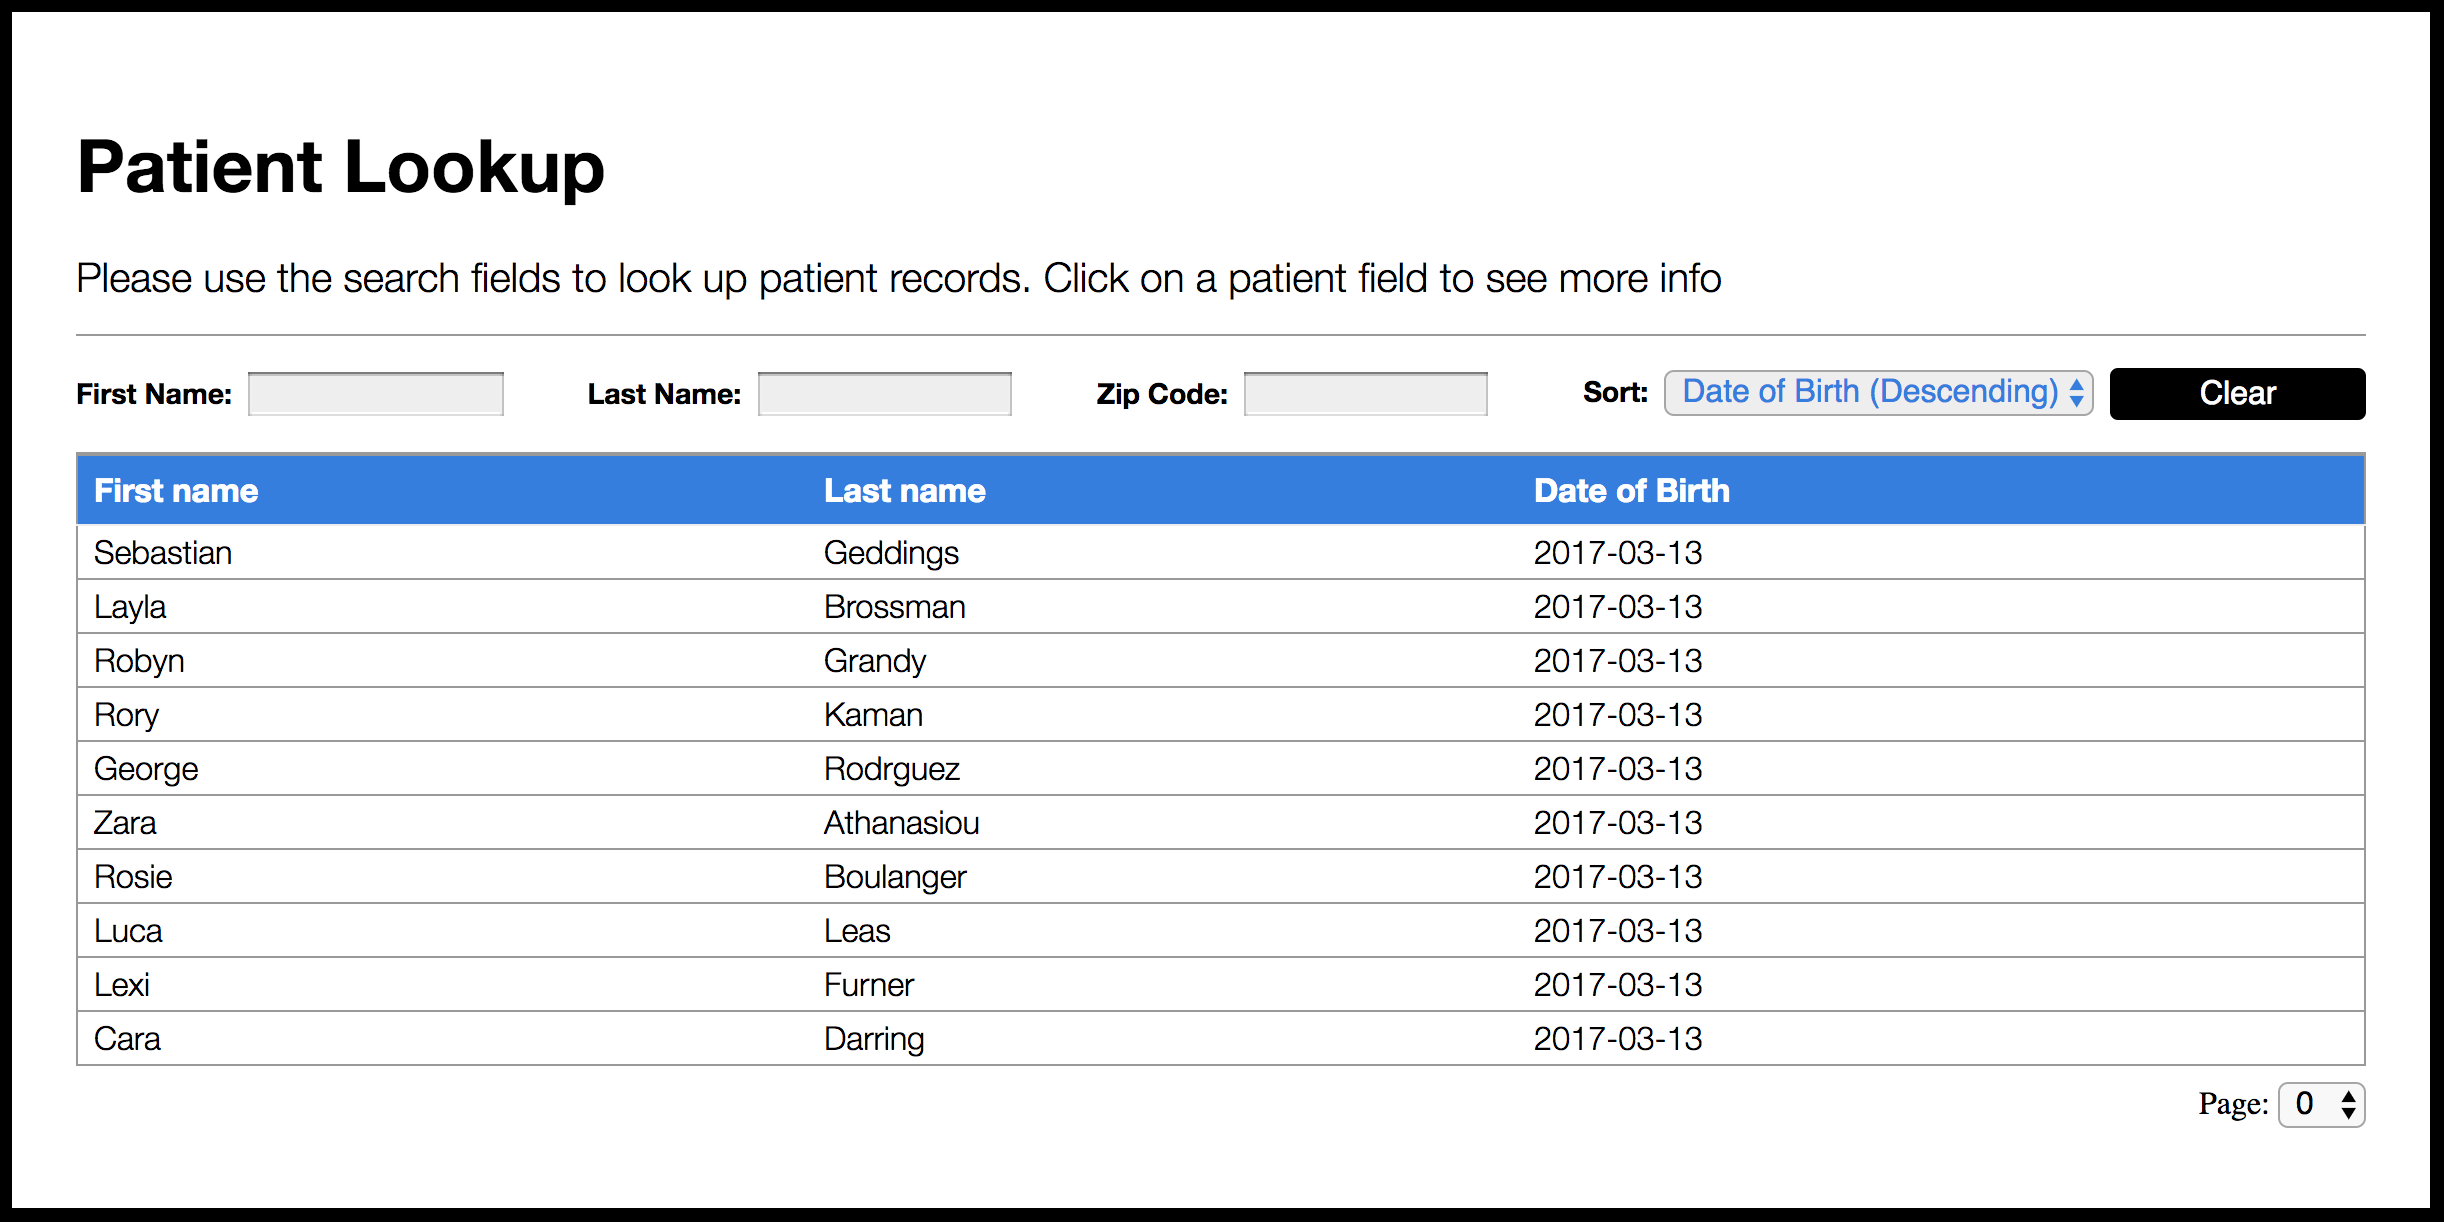 Patient Lookup
Please use the search fields to look up patient records. Click on a patient field to see more info
First Name: Last Name: Zip Code: Sort: Date of Birth (Descending) Clear
First name Last name Date of Birth
Sebastian Geddings 2017-03-13
Layla Brossman 2017-03-13
Robyn Grandy 2017-03-13
Rory Kaman 2017-03-13
George Rodrguez 2017-03-13
Zara Athanasiou 2017-03-13
Rosie Boulanger 2017-03-13
Luca Leas 2017-03-13
Lexi Furner 2017-03-13
Cara Darring 2017-03-13
Page: 0